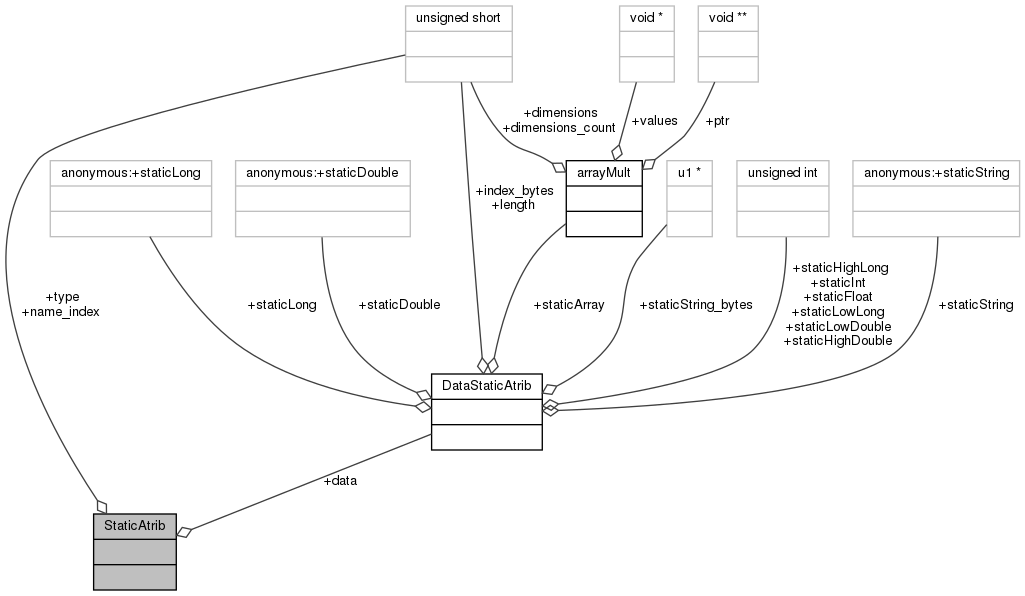 unsigned short
void *
void **
+dimensions
+dimensions_count
+values
+ptr
anonymous:+staticLong
anonymous:+staticDouble
arrayMult
u1 *
unsigned int
anonymous:+staticString
+index_bytes
+length
+type
+name_index
+staticLong
+staticDouble
+staticArray
+staticString_bytes
+staticHighLong
+staticInt
+staticFloat
+staticLowLong
+staticLowDouble
+staticHighDouble
+staticString
DataStaticAtrib
+data
StaticAtrib